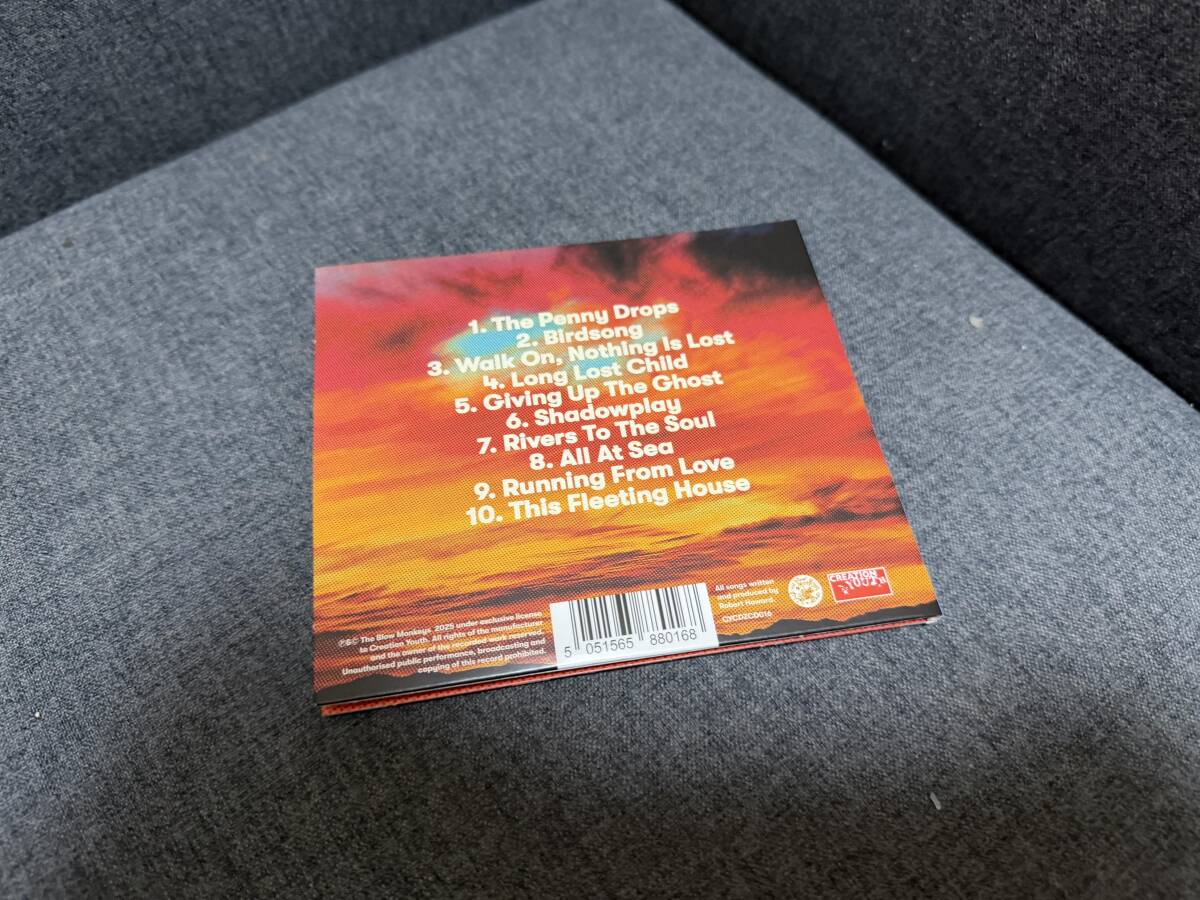 1. The Penny Drops
2. Birdsong
3. Walk On, Nothing Is Lost
4. Long Lost Child
5. Giving Up The Ghost
6. Shadowplay
7. Rivers To The Soul
8. All At Sea
9. Running From Love
10. This Fleeting House
℗&© The Blow Monkeys 2025 under exclusive license
to Creation Youth. All rights of the manufacturer
and the owner of the recorded work reserved.
Unauthorised public performance, broadcasting and
copying of this record prohibited.
5 051565 880168
All songs written
and produced by
Robert Howard
CYCDZCD016
CREATION
YOUTH